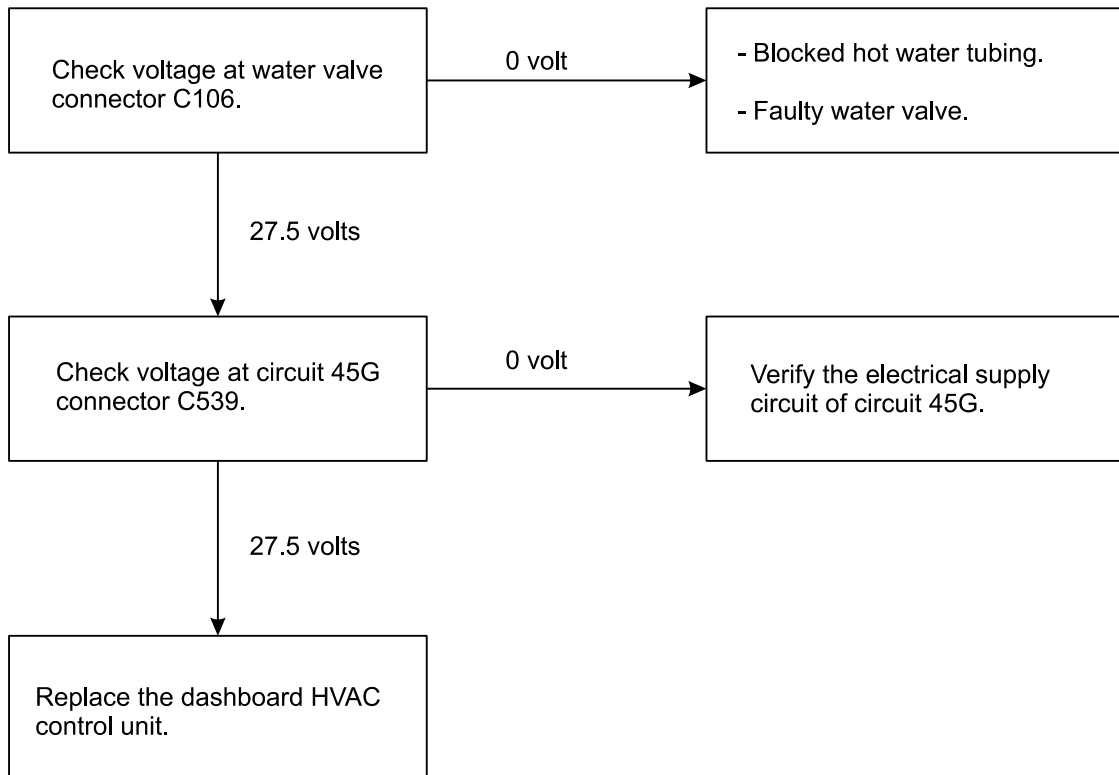 Check voltage at water valve
connector C106.
0 volt
- Blocked hot water tubing.
- Faulty water valve.
27.5 volts
Check voltage at circuit 45G
connector C539.
0 volt
Verify the electrical supply
circuit of circuit 45G.
27.5 volts
Replace the dashboard HVAC
control unit.